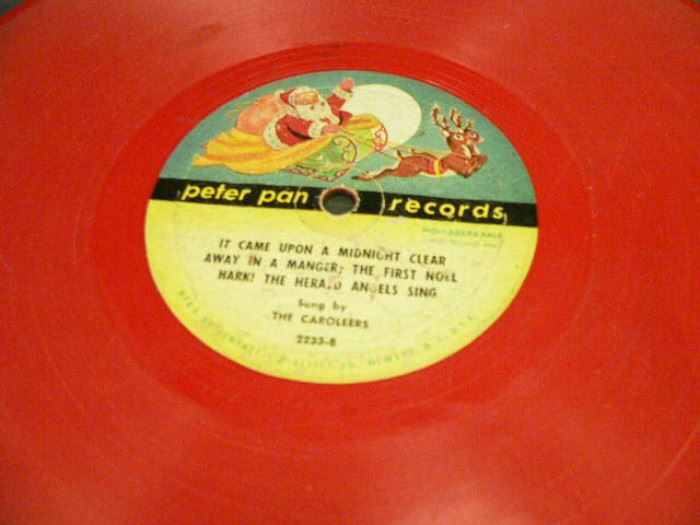 peter pan records
NON-BREAKABLE
IT CAME UPON A MIDNIGHT CLEAR
AWAY IN A MANGER; THE FIRST NOEL
HARK! THE HERALD ANGELS SING
Sung by
THE CAROLEERS
2233-B
NEWARK, N. J., U.S.A.